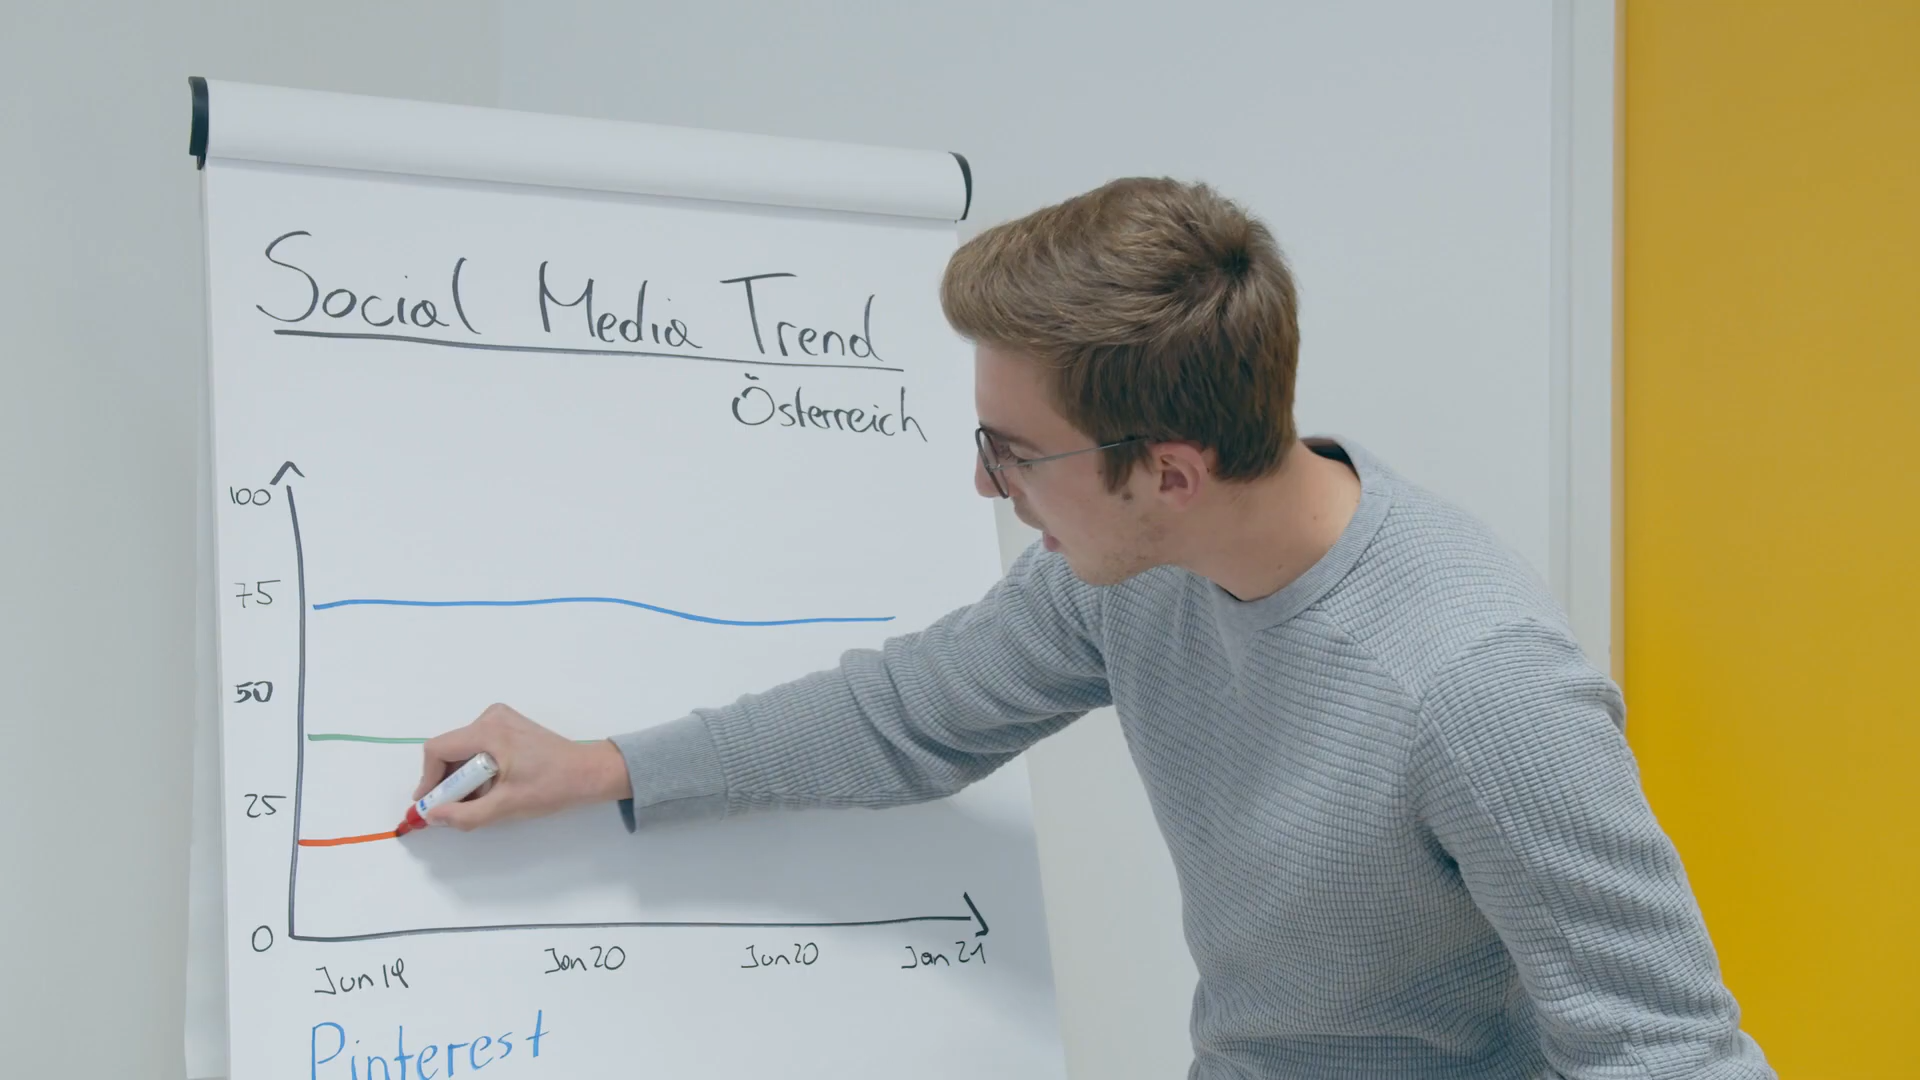 Social Media Trend
Österreich
100
75
50
25
0
Jun 19
Jan 20
Jun 20
Jan 21
Pinterest